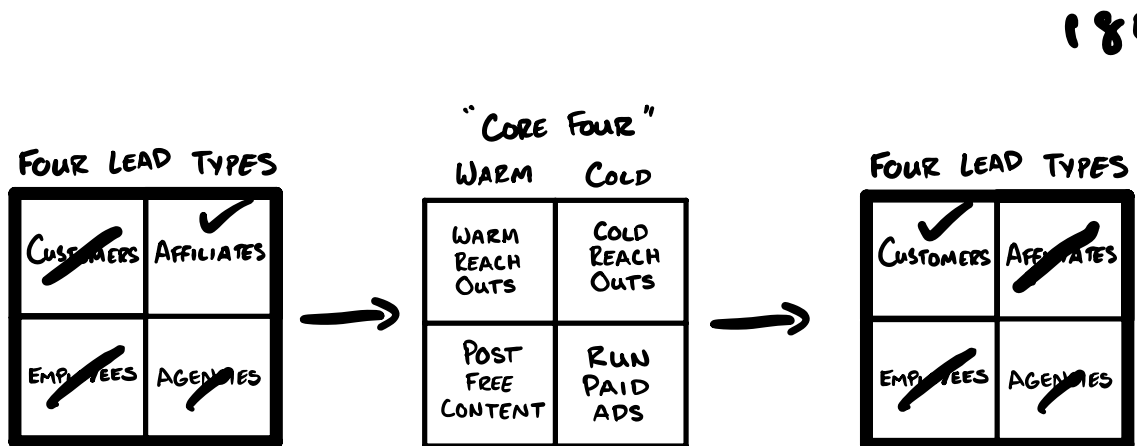 "CORE FOUR"
FOUR LEAD TYPES
WARM COLD
FOUR LEAD TYPES
CUSTOMERS AFFILIATES
EMPLOYEES AGENCIES
WARM
REACH
OUTS
COLD
REACH
OUTS
POST
FREE
CONTENT
RUN
PAID
ADS
CUSTOMERS AFFILIATES
EMPLOYEES AGENCIES